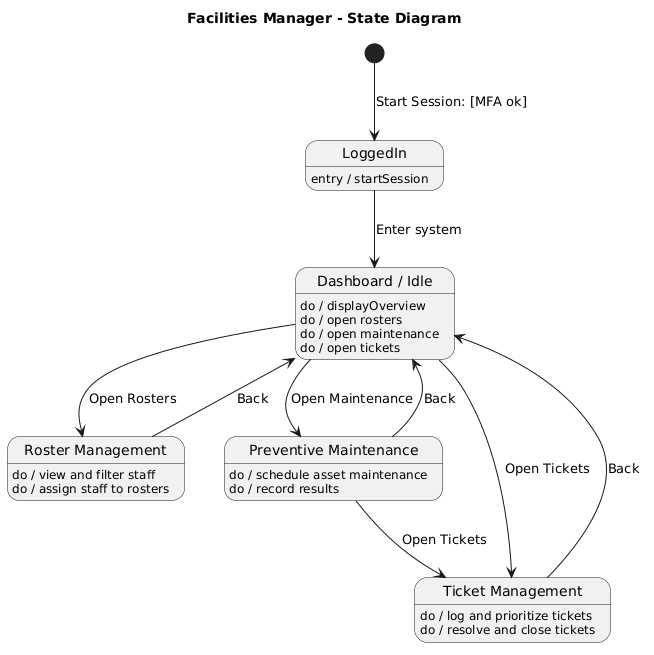 Facilities Manager - State Diagram
Start Session: [MFA ok]
LoggedIn
entry / startSession
Enter system
Dashboard / Idle
do / displayOverview
do / open rosters
do / open maintenance
do / open tickets
Open Rosters
Back
Open Maintenance
Back
Roster Management
do / view and filter staff
do / assign staff to rosters
Preventive Maintenance
do / schedule asset maintenance
do / record results
Open Tickets
Back
Open Tickets
Ticket Management
do / log and prioritize tickets
do / resolve and close tickets